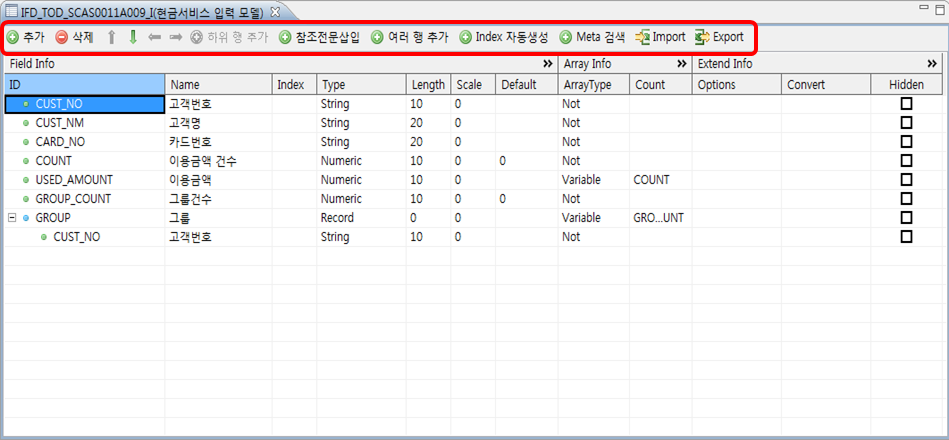 IFD_TOD_SCAS0011A009_I(현금서비스 입력 모델)
추가 삭제 하위 행 추가 참조전문삽입 여러 행 추가 Index 자동생성 Meta 검색 Import Export
Field Info » Array Info » Extend Info »
ID Name Index Type Length Scale Default ArrayType Count Options Convert Hidden
CUST_NO 고객번호 String 10 0 Not
CUST_NM 고객명 String 20 0 Not
CARD_NO 카드번호 String 20 0 Not
COUNT 이용금액 건수 Numeric 10 0 0 Not
USED_AMOUNT 이용금액 Numeric 10 0 Variable COUNT
GROUP_COUNT 그룹건수 Numeric 10 0 0 Not
GROUP 그룹 Record 0 0 Variable GRO...UNT
CUST_NO 고객번호 String 10 0 Not